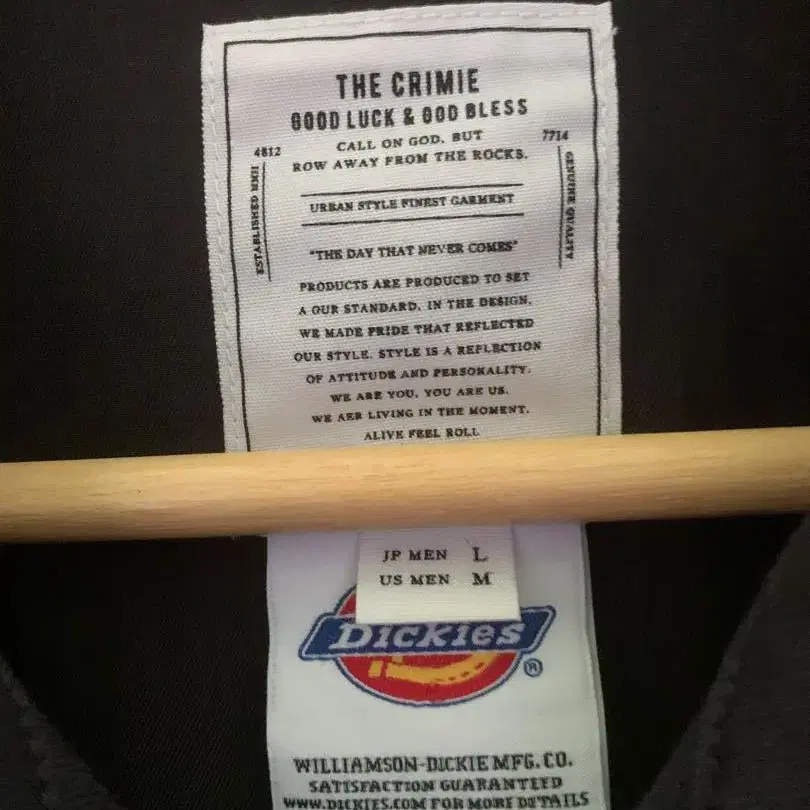 THE CRIMIE
GOOD LUCK & GOD BLESS
CALL ON GOD, BUT
ROW AWAY FROM THE ROCKS.
4812
7714
ESTABLISHED MMII
GENUINE QUALITY
URBAN STYLE FINEST GARMENT
"THE DAY THAT NEVER COMES"
PRODUCTS ARE PRODUCED TO SET
A OUR STANDARD. IN THE DESIGN,
WE MADE PRIDE THAT REFLECTED
OUR STYLE. STYLE IS A REFLECTION
OF ATTITUDE AND PERSONALITY.
WE ARE YOU, YOU ARE US.
WE AER LIVING IN THE MOMENT.
ALIVE FEEL ROLL
JP MEN L
US MEN M
Dickies ®
WILLIAMSON-DICKIE MFG. CO.
SATISFACTION GUARANTEED
WWW.DICKIES.COM FOR MORE DETAILS